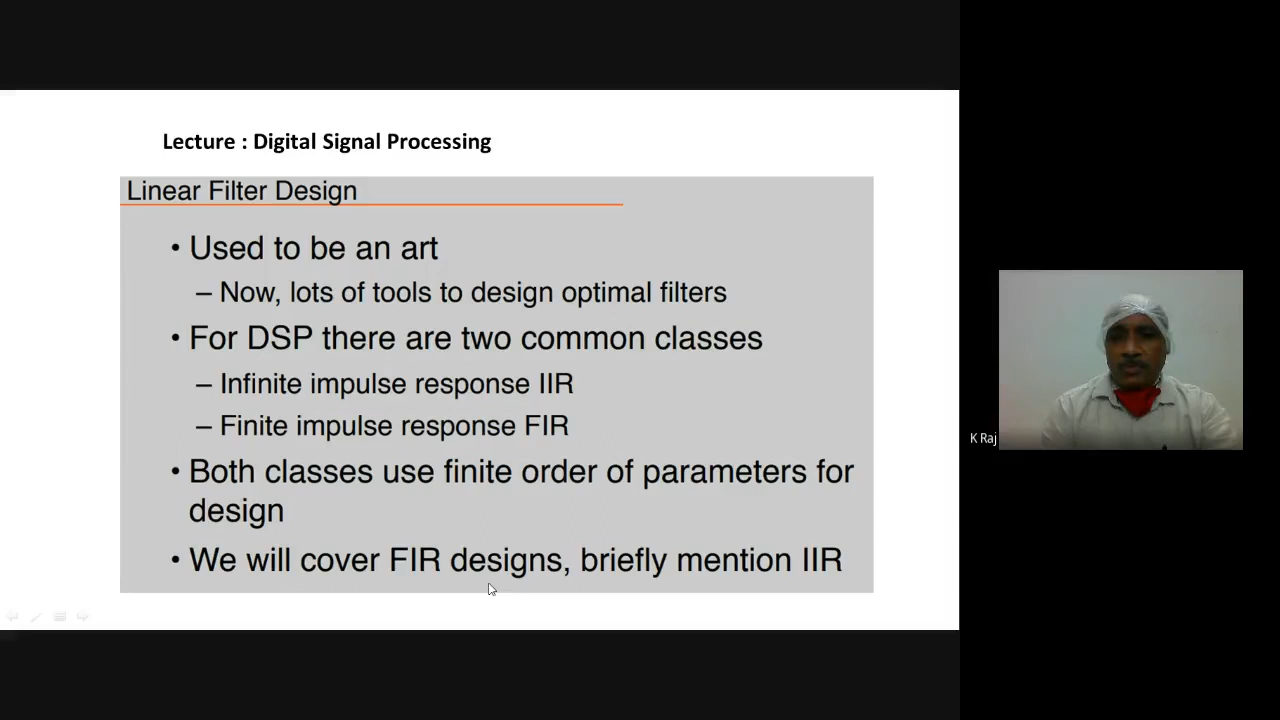 Lecture : Digital Signal Processing
Linear Filter Design
• Used to be an art
– Now, lots of tools to design optimal filters
• For DSP there are two common classes
– Infinite impulse response IIR
– Finite impulse response FIR
• Both classes use finite order of parameters for
design
• We will cover FIR designs, briefly mention IIR
K Raj